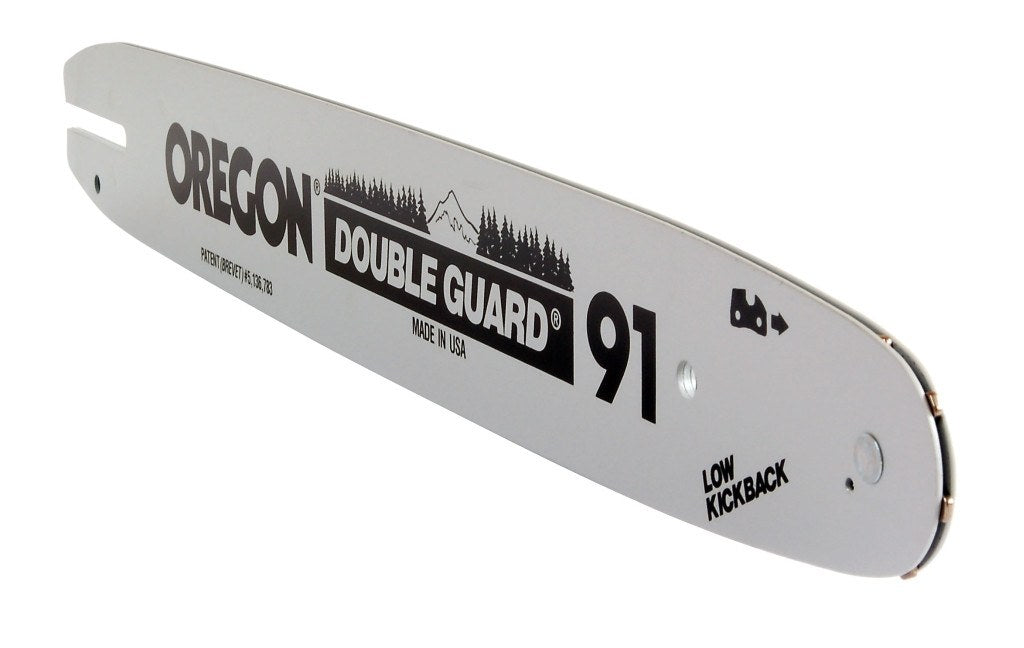 OREGON®
DOUBLE GUARD®
91
PATENT (BREVET) #5,136,783
MADE IN USA
LOW
KICKBACK